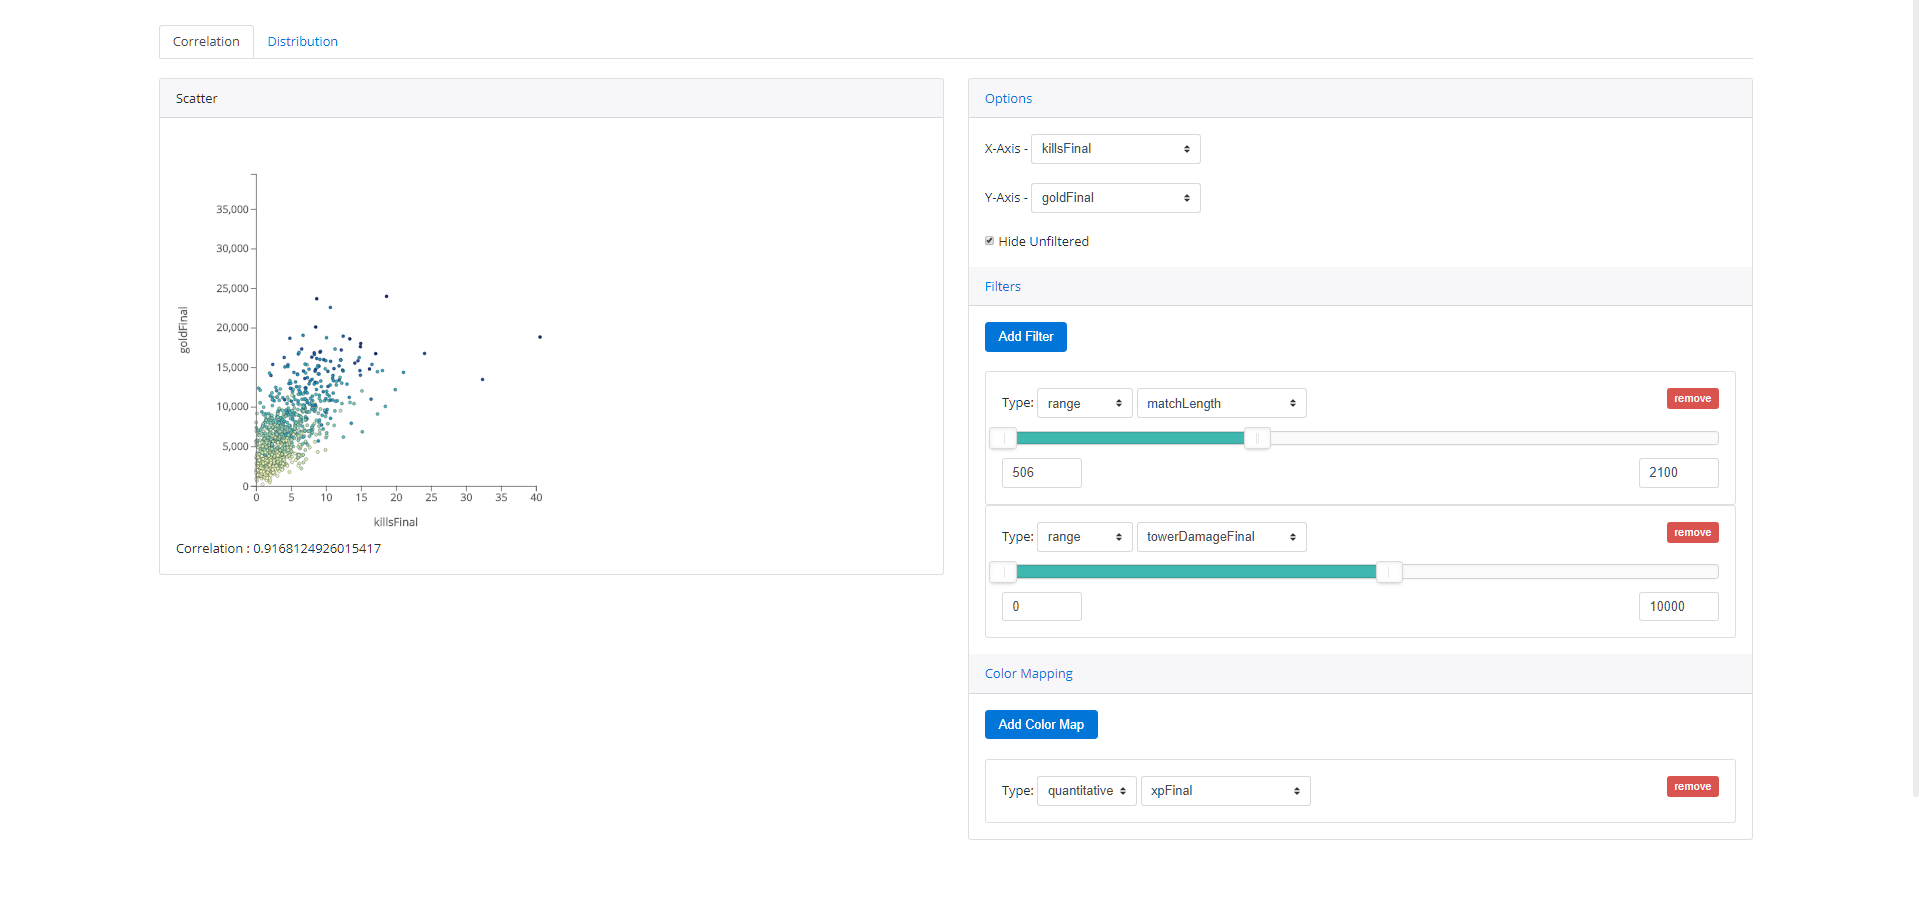 Correlation Distribution
Scatter
35,000
30,000
25,000
20,000
15,000
10,000
5,000
0
goldFinal
0 5 10 15 20 25 30 35 40
killsFinal
Correlation : 0.9168124926015417
Options
X-Axis - killsFinal
Y-Axis - goldFinal
Hide Unfiltered
Filters
Add Filter
Type: range matchLength remove
506 2100
Type: range towerDamageFinal remove
0 10000
Color Mapping
Add Color Map
Type: quantitative xpFinal remove